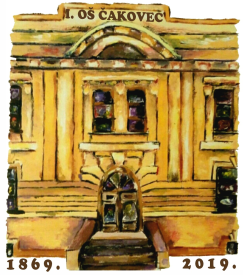 I. OŠ ČAKOVEC
1869. 2019.